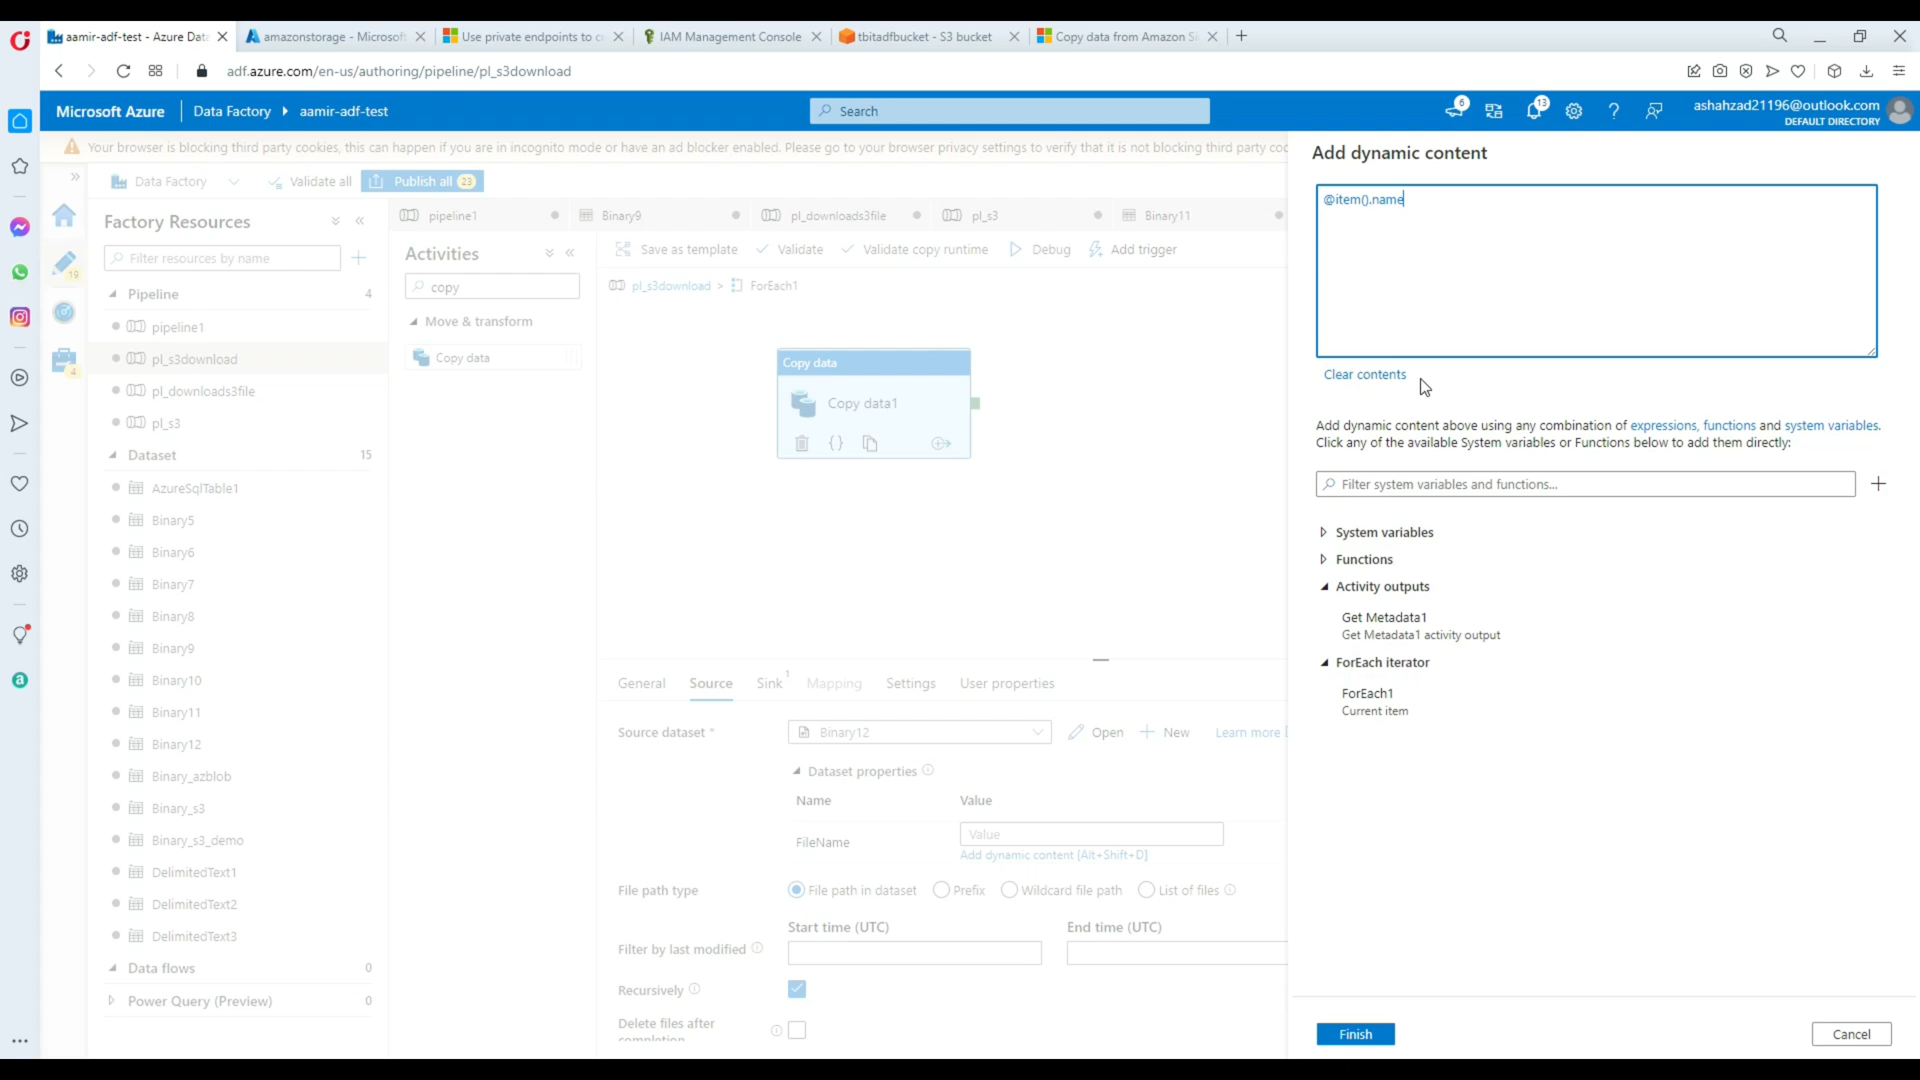 aamir-adf-test - Azure Data
amazonstorage - Microsoft
Use private endpoints to c
IAM Management Console
tbitadfbucket - S3 bucket
Copy data from Amazon Si
adf.azure.com/en-us/authoring/pipeline/pl_s3download
Microsoft Azure
Data Factory
aamir-adf-test
Search
6
13
ashahzad21196@outlook.com
DEFAULT DIRECTORY
Your browser is blocking third party cookies, this can happen if you are in incognito mode or have an ad blocker enabled. Please go to your browser privacy settings to verify that it is not blocking third party coo
Data Factory
Validate all
Publish all 23
19
4
Factory Resources
Filter resources by name
Pipeline 4
pipeline1
pl_s3download
pl_downloads3file
pl_s3
Dataset 15
AzureSqlTable1
Binary5
Binary6
Binary7
Binary8
Binary9
Binary10
Binary11
Binary12
Binary_azblob
Binary_s3
Binary_s3_demo
DelimitedText1
DelimitedText2
DelimitedText3
Data flows 0
Power Query (Preview) 0
pipeline1
Binary9
pl_downloads3file
pl_s3
Binary11
Activities
copy
Move & transform
Copy data
Save as template
Validate
Validate copy runtime
Debug
Add trigger
pl_s3download > ForEach1
Copy data
Copy data1
General
Source
Sink 1
Mapping
Settings
User properties
Source dataset *
Binary12
Open
New
Learn more
Dataset properties
Name
Value
FileName
Value
Add dynamic content [Alt+Shift+D]
File path type
File path in dataset
Prefix
Wildcard file path
List of files
Start time (UTC)
End time (UTC)
Filter by last modified
Recursively
Delete files after
completion
Add dynamic content
@item().name
Clear contents
Add dynamic content above using any combination of expressions, functions and system variables.
Click any of the available System variables or Functions below to add them directly:
Filter system variables and functions...
System variables
Functions
Activity outputs
Get Metadata1
Get Metadata1 activity output
ForEach iterator
ForEach1
Current item
Finish
Cancel